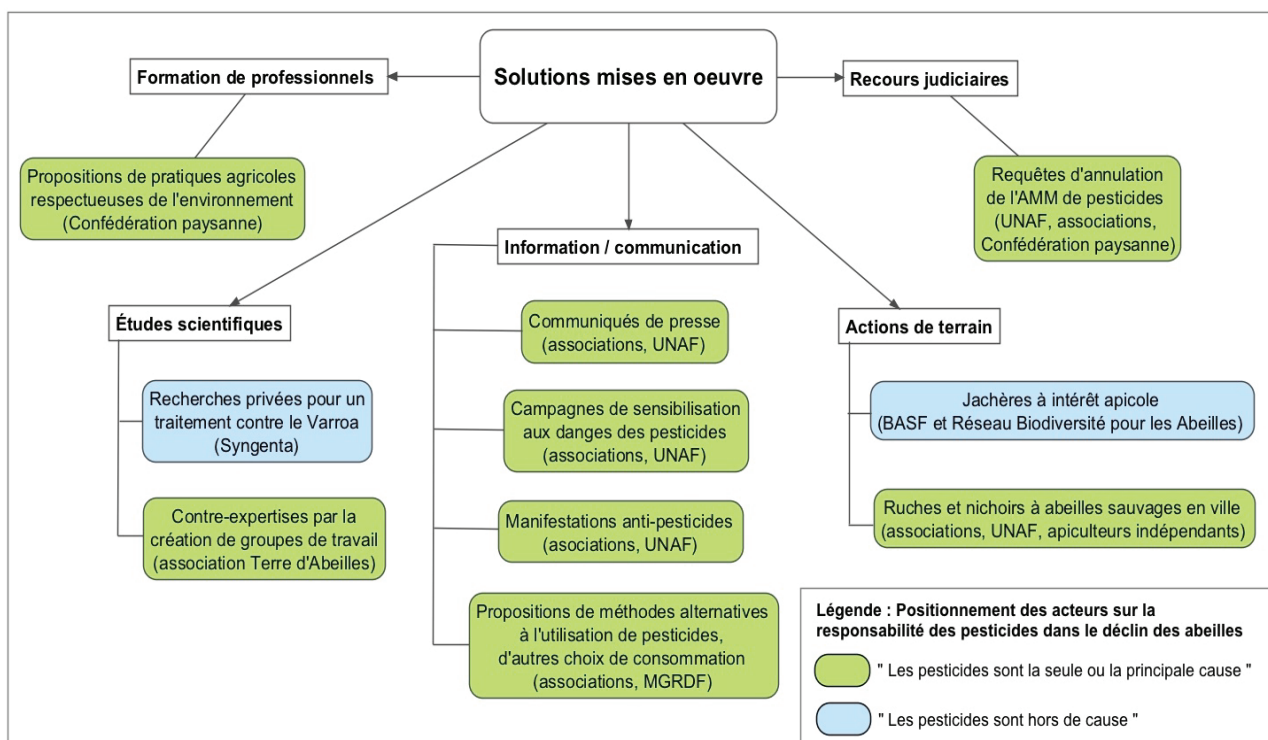 Solutions mises en oeuvre
Formation de professionnels
Propositions de pratiques agricoles
respectueuses de l'environnement
(Confédération paysanne)
Recours judiciaires
Requêtes d'annulation
de l'AMM de pesticides
(UNAF, associations,
Confédération paysanne)
Études scientifiques
Recherches privées pour un
traitement contre le Varroa
(Syngenta)
Contre-expertises par la
création de groupes de travail
(association Terre d'Abeilles)
Information / communication
Communiqués de presse
(associations, UNAF)
Campagnes de sensibilisation
aux dangers des pesticides
(associations, UNAF)
Manifestations anti-pesticides
(asociations, UNAF)
Propositions de méthodes alternatives
à l'utilisation de pesticides,
d'autres choix de consommation
(associations, MGRDF)
Actions de terrain
Jachères à intérêt apicole
(BASF et Réseau Biodiversité pour les Abeilles)
Ruches et nichoirs à abeilles sauvages en ville
(associations, UNAF, apiculteurs indépendants)
Légende : Positionnement des acteurs sur la
responsabilité des pesticides dans le déclin des abeilles
" Les pesticides sont la seule ou la principale cause "
" Les pesticides sont hors de cause "